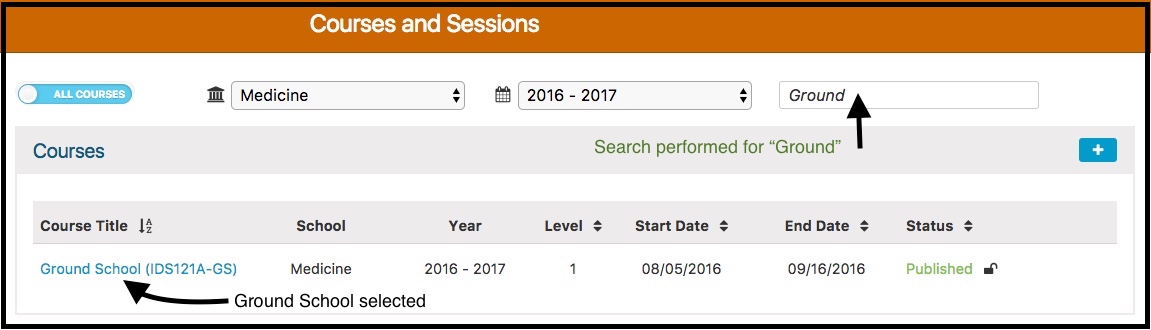 Courses and Sessions
ALL COURSES Medicine 2016 - 2017 Ground
Courses Search performed for “Ground” +
Course Title School Year Level Start Date End Date Status
Ground School (IDS121A-GS) Medicine 2016 - 2017 1 08/05/2016 09/16/2016 Published
Ground School selected